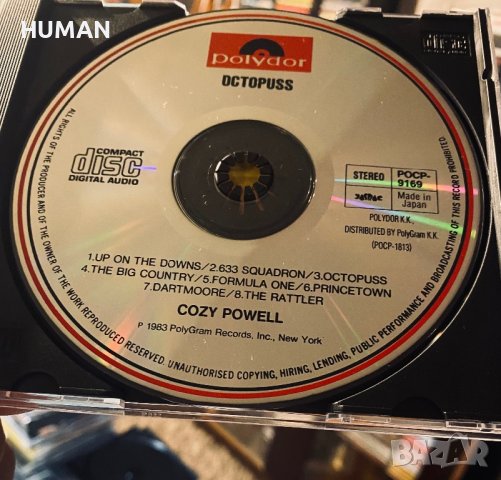 HUMAN
polydor
OCTOPUSS
COMPACT
disc
DIGITAL AUDIO
STEREO
POCP-
9169
JASRAC
Made in
Japan
POLYDOR K.K.
DISTRIBUTED BY PolyGram K.K.
(POCP-1813)
1.UP ON THE DOWNS/2.633 SQUADRON/3.OCTOPUSS
4.THE BIG COUNTRY/5.FORMULA ONE/6.PRINCETOWN
7.DARTMOORE/8.THE RATTLER
COZY POWELL
P 1983 PolyGram Records, Inc., New York
ALL RIGHTS OF THE PRODUCER AND OF THE OWNER OF THE WORK REPRODUCED RESERVED. UNAUTHORISED COPYING, HIRING, LENDING, PUBLIC PERFORMANCE AND BROADCASTING OF THIS RECORD PROHIBITED.
BAZAR